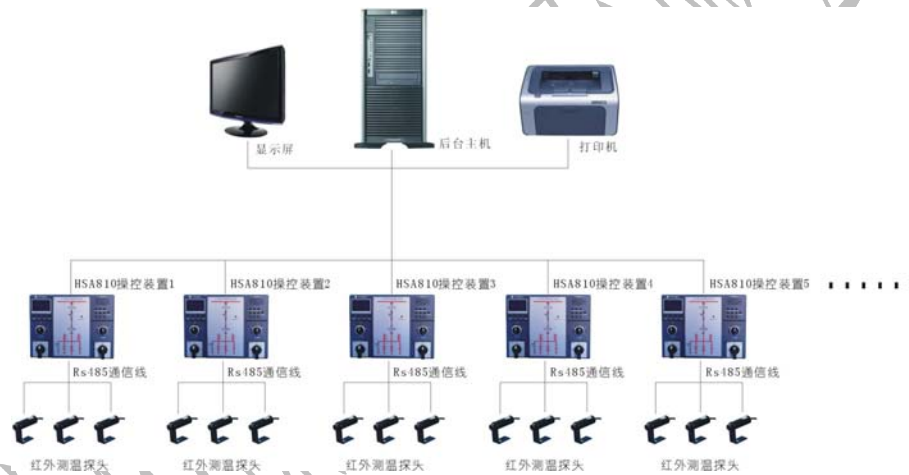 显示屏
后台主机
打印机
HSA810操控装置1
HSA810操控装置2
HSA810操控装置3
HSA810操控装置4
HSA810操控装置5
Rs485通信线
Rs485通信线
Rs485通信线
Rs485通信线
Rs485通信线
红外测温探头
红外测温探头
红外测温探头
红外测温探头
红外测温探头